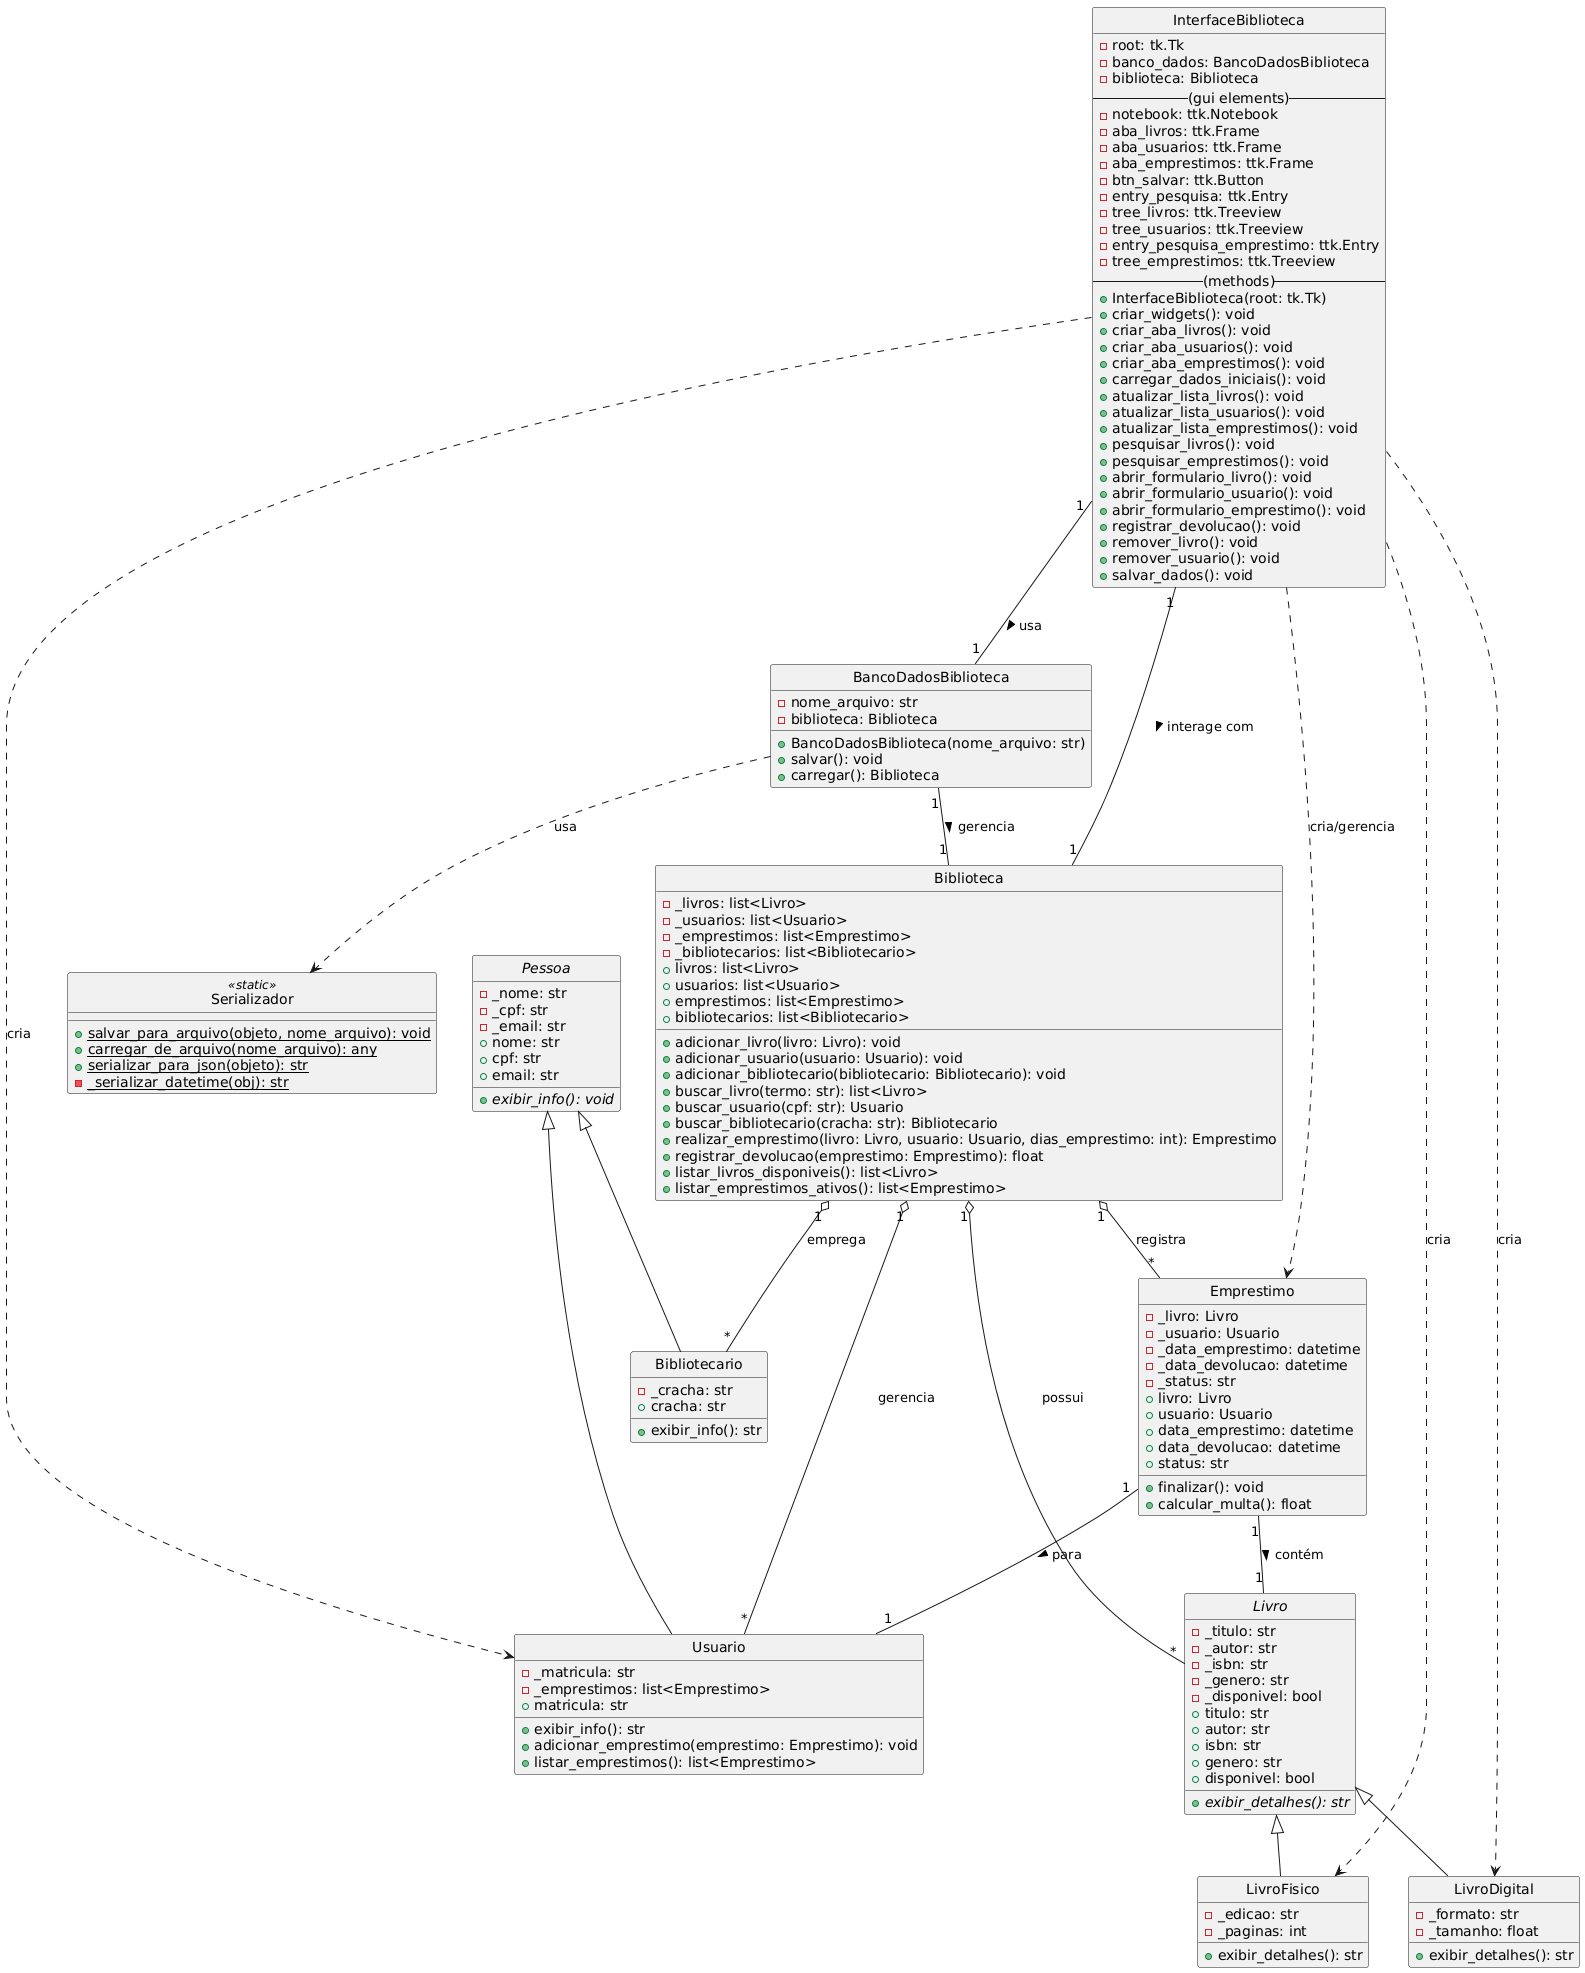 InterfaceBiblioteca
root: tk.Tk
banco_dados: BancoDadosBiblioteca
biblioteca: Biblioteca
(gui elements)
notebook: ttk.Notebook
aba_livros: ttk.Frame
aba_usuarios: ttk.Frame
aba_emprestimos: ttk.Frame
btn_salvar: ttk.Button
entry_pesquisa: ttk.Entry
tree_livros: ttk.Treeview
tree_usuarios: ttk.Treeview
entry_pesquisa_emprestimo: ttk.Entry
tree_emprestimos: ttk.Treeview
(methods)
InterfaceBiblioteca(root: tk.Tk)
criar_widgets(): void
criar_aba_livros(): void
criar_aba_usuarios(): void
criar_aba_emprestimos(): void
carregar_dados_iniciais(): void
atualizar_lista_livros(): void
atualizar_lista_usuarios(): void
atualizar_lista_emprestimos(): void
pesquisar_livros(): void
pesquisar_emprestimos(): void
abrir_formulario_livro(): void
abrir_formulario_usuario(): void
abrir_formulario_emprestimo(): void
registrar_devolucao(): void
remover_livro(): void
remover_usuario(): void
salvar_dados(): void
1
1
usa
1
BancoDadosBiblioteca
nome_arquivo: str
biblioteca: Biblioteca
BancoDadosBiblioteca(nome_arquivo: str)
salvar(): void
carregar(): Biblioteca
interage com
1
usa
gerencia
cria/gerencia
1
1
Biblioteca
_livros: list<Livro>
_usuarios: list<Usuario>
_emprestimos: list<Emprestimo>
_bibliotecarios: list<Bibliotecario>
livros: list<Livro>
usuarios: list<Usuario>
emprestimos: list<Emprestimo>
bibliotecarios: list<Bibliotecario>
adicionar_livro(livro: Livro): void
adicionar_usuario(usuario: Usuario): void
adicionar_bibliotecario(bibliotecario: Bibliotecario): void
buscar_livro(termo: str): list<Livro>
buscar_usuario(cpf: str): Usuario
buscar_bibliotecario(cracha: str): Bibliotecario
realizar_emprestimo(livro: Livro, usuario: Usuario, dias_emprestimo: int): Emprestimo
registrar_devolucao(emprestimo: Emprestimo): float
listar_livros_disponiveis(): list<Livro>
listar_emprestimos_ativos(): list<Emprestimo>
Pessoa
_nome: str
_cpf: str
_email: str
nome: str
cpf: str
email: str
exibir_info(): void
«static»
Serializador
salvar_para_arquivo(objeto, nome_arquivo): void
carregar_de_arquivo(nome_arquivo): any
serializar_para_json(objeto): str
_serializar_datetime(obj): str
cria
1
1
1
1
emprega
registra
cria
cria
*
*
Emprestimo
_livro: Livro
_usuario: Usuario
_data_emprestimo: datetime
_data_devolucao: datetime
_status: str
livro: Livro
usuario: Usuario
data_emprestimo: datetime
data_devolucao: datetime
status: str
finalizar(): void
calcular_multa(): float
Bibliotecario
_cracha: str
cracha: str
exibir_info(): str
gerencia
possui
1
1
para
contém
1
1
*
*
Usuario
_matricula: str
_emprestimos: list<Emprestimo>
matricula: str
exibir_info(): str
adicionar_emprestimo(emprestimo: Emprestimo): void
listar_emprestimos(): list<Emprestimo>
Livro
_titulo: str
_autor: str
_isbn: str
_genero: str
_disponivel: bool
titulo: str
autor: str
isbn: str
genero: str
disponivel: bool
exibir_detalhes(): str
LivroFisico
_edicao: str
_paginas: int
exibir_detalhes(): str
LivroDigital
_formato: str
_tamanho: float
exibir_detalhes(): str